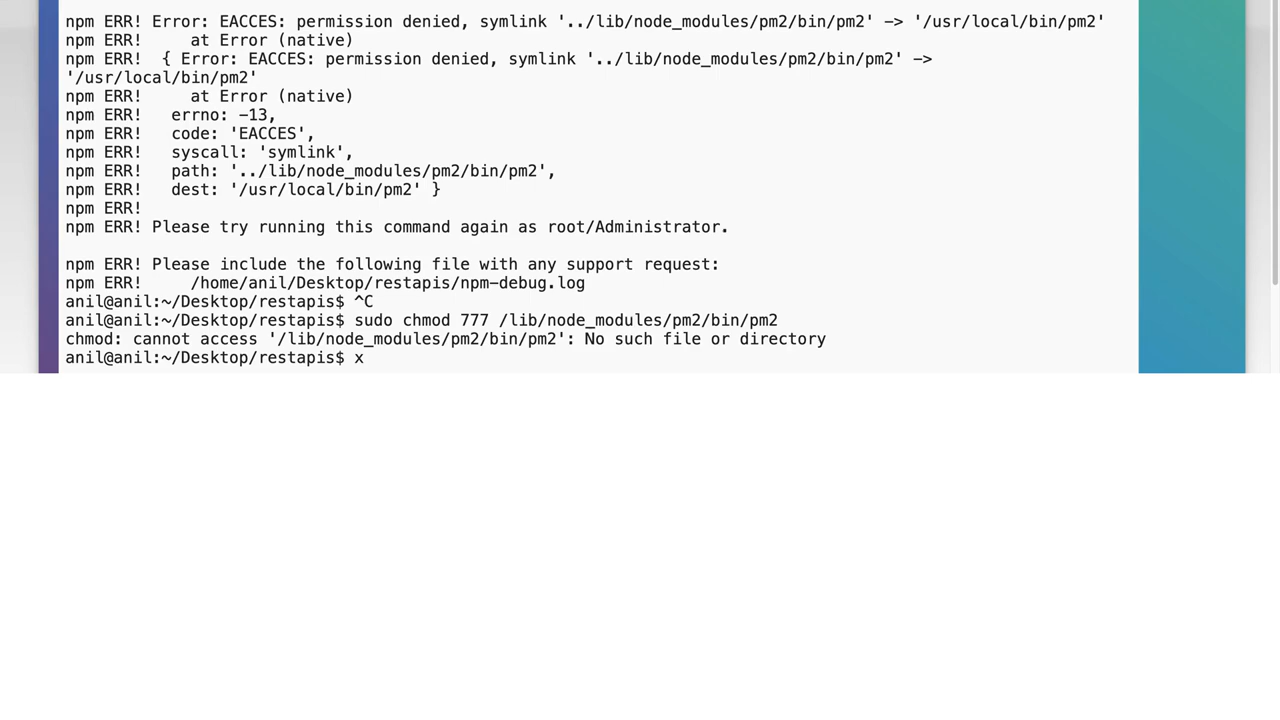 npm ERR! Error: EACCES: permission denied, symlink '../lib/node_modules/pm2/bin/pm2' -> '/usr/local/bin/pm2'
npm ERR!     at Error (native)
npm ERR!  { Error: EACCES: permission denied, symlink '../lib/node_modules/pm2/bin/pm2' ->
'/usr/local/bin/pm2'
npm ERR!     at Error (native)
npm ERR!   errno: -13,
npm ERR!   code: 'EACCES',
npm ERR!   syscall: 'symlink',
npm ERR!   path: '../lib/node_modules/pm2/bin/pm2',
npm ERR!   dest: '/usr/local/bin/pm2' }
npm ERR!
npm ERR! Please try running this command again as root/Administrator.
npm ERR! Please include the following file with any support request:
npm ERR!     /home/anil/Desktop/restapis/npm-debug.log
anil@anil:~/Desktop/restapis$ ^C
anil@anil:~/Desktop/restapis$ sudo chmod 777 /lib/node_modules/pm2/bin/pm2
chmod: cannot access '/lib/node_modules/pm2/bin/pm2': No such file or directory
anil@anil:~/Desktop/restapis$ x